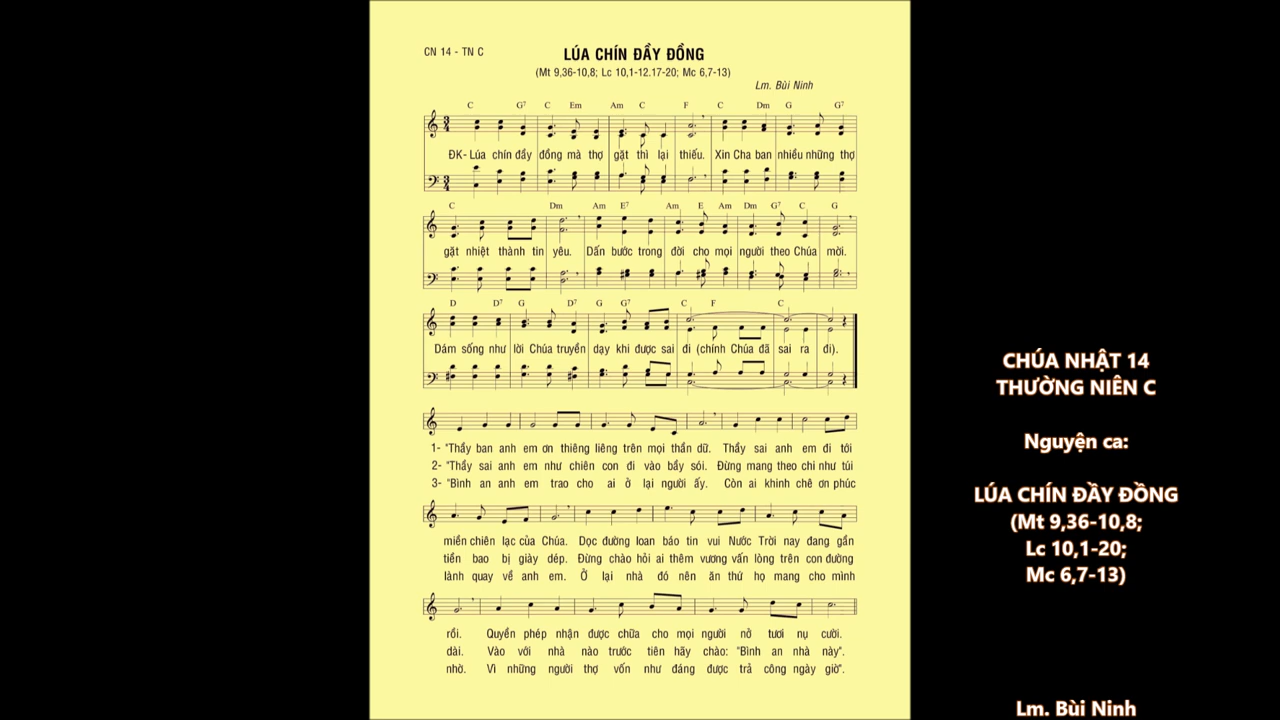 CN 14 - TN C
LÚA CHÍN ĐẦY ĐỒNG
(Mt 9,36-10,8; Lc 10,1-12.17-20; Mc 6,7-13)
Lm. Bùi Ninh
C G7 C Em Am C F C Dm G G7
ĐK- Lúa chín đầy đồng mà thợ gặt thì lại thiếu. Xin Cha ban nhiều những thợ
C Dm Am E7 Am E Am Dm G7 C G
gặt nhiệt thành tin yêu. Dấn bước trong đời cho mọi người theo Chúa mời.
D D7 G D7 G G7 C F C
Dám sống như lời Chúa truyền dạy khi được sai đi (chính Chúa đã sai ra đi).
1- "Thầy ban anh em ơn thiêng liêng trên mọi thần dữ. Thầy sai anh em đi tới
2- "Thầy sai anh em như chiên con đi vào bầy sói. Đừng mang theo chi như túi
3- "Bình an anh em trao cho ai ở lại người ấy. Còn ai khinh chê ơn phúc
miền chiên lạc của Chúa. Dọc đường loan báo tin vui Nước Trời nay đang gần
tiền bao bị giày dép. Đừng chào hỏi ai thêm vương vấn lòng trên con đường
lành quay về anh em. Ở lại nhà đó nên ăn thứ họ mang cho mình
rồi. Quyền phép nhận được chữa cho mọi người nở tươi nụ cười.
dài. Vào với nhà nào trước tiên hãy chào: "Bình an nhà này".
nhờ. Vì những người thợ vốn như đáng được trả công ngày giờ".
CHÚA NHẬT 14
THƯỜNG NIÊN C
Nguyện ca:
LÚA CHÍN ĐẦY ĐỒNG
(Mt 9,36-10,8;
Lc 10,1-20;
Mc 6,7-13)
Lm. Bùi Ninh